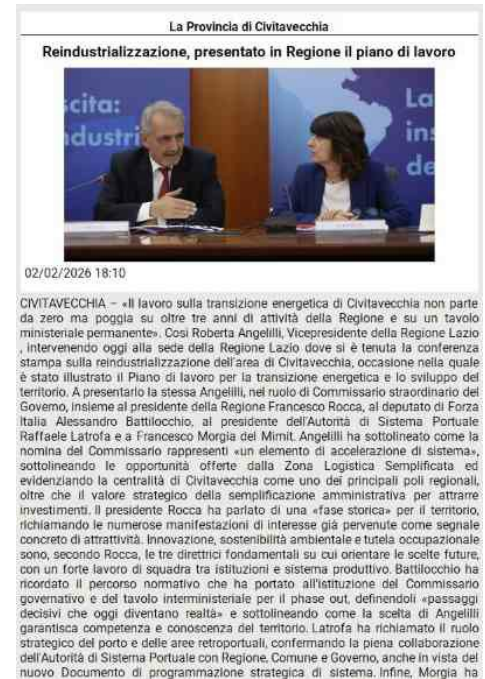 La Provincia di Civitavecchia
Reindustrializzazione, presentato in Regione il piano di lavoro
scita:
dustri
La
in
de
02/02/2026 18:10
CIVITAVECCHIA – «Il lavoro sulla transizione energetica di Civitavecchia non parte
da zero ma poggia su oltre tre anni di attività della Regione e su un tavolo
ministeriale permanente». Così Roberta Angelilli, Vicepresidente della Regione Lazio
, intervenendo oggi alla sede della Regione Lazio dove si è tenuta la conferenza
stampa sulla reindustrializzazione dell'area di Civitavecchia, occasione nella quale
è stato illustrato il Piano di lavoro per la transizione energetica e lo sviluppo del
territorio. A presentarlo la stessa Angelilli, nel ruolo di Commissario straordinario del
Governo, insieme al presidente della Regione Francesco Rocca, al deputato di Forza
Italia Alessandro Battilocchio, al presidente dell'Autorità di Sistema Portuale
Raffaele Latrofa e a Francesco Morgia del Mimit. Angelilli ha sottolineato come la
nomina del Commissario rappresenti «un elemento di accelerazione di sistema»,
sottolineando le opportunità offerte dalla Zona Logistica Semplificata ed
evidenziando la centralità di Civitavecchia come uno dei principali poli regionali,
oltre che il valore strategico della semplificazione amministrativa per attrarre
investimenti. Il presidente Rocca ha parlato di una «fase storica» per il territorio,
richiamando le numerose manifestazioni di interesse già pervenute come segnale
concreto di attrattività. Innovazione, sostenibilità ambientale e tutela occupazionale
sono, secondo Rocca, le tre direttrici fondamentali su cui orientare le scelte future,
con un forte lavoro di squadra tra istituzioni e sistema produttivo. Battilocchio ha
ricordato il percorso normativo che ha portato all'istituzione del Commissario
governativo e del tavolo interministeriale per il phase out, definendoli «passaggi
decisivi che oggi diventano realtà» e sottolineando come la scelta di Angelilli
garantisca competenza e conoscenza del territorio. Latrofa ha richiamato il ruolo
strategico del porto e delle aree retroportuali, confermando la piena collaborazione
dell'Autorità di Sistema Portuale con Regione, Comune e Governo, anche in vista del
nuovo Documento di programmazione strategica di sistema. Infine, Morgia ha